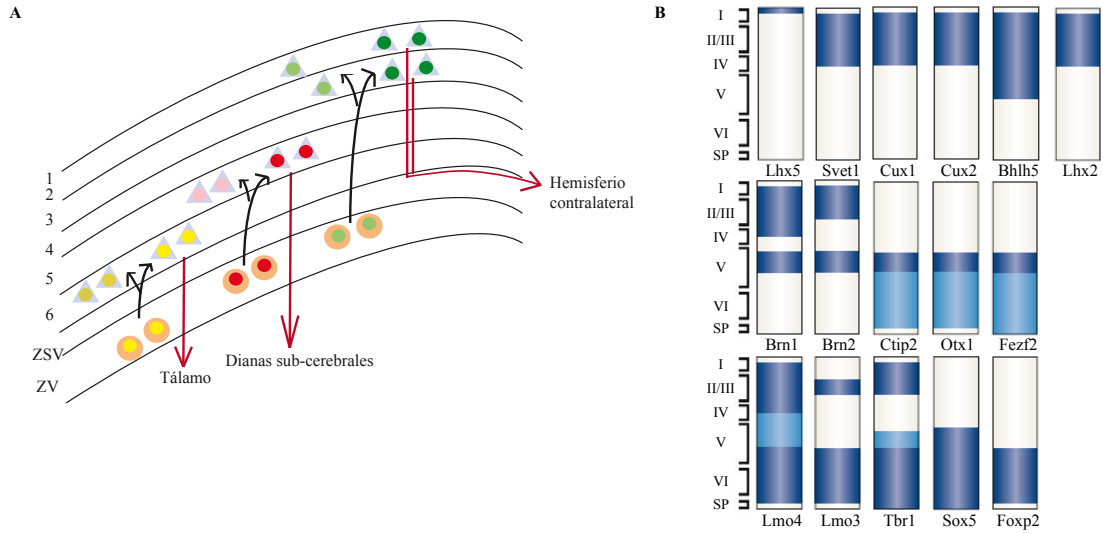 A
1
2
3
4
5
6
ZSV
ZV
Tálamo
Dianas sub-cerebrales
Hemisferio
contralateral
B
I
II/III
IV
V
VI
SP
Lhx5 Svet1 Cux1 Cux2 Bhlh5 Lhx2
I
II/III
IV
V
VI
SP
Brn1 Brn2 Ctip2 Otx1 Fezf2
I
II/III
IV
V
VI
SP
Lmo4 Lmo3 Tbr1 Sox5 Foxp2